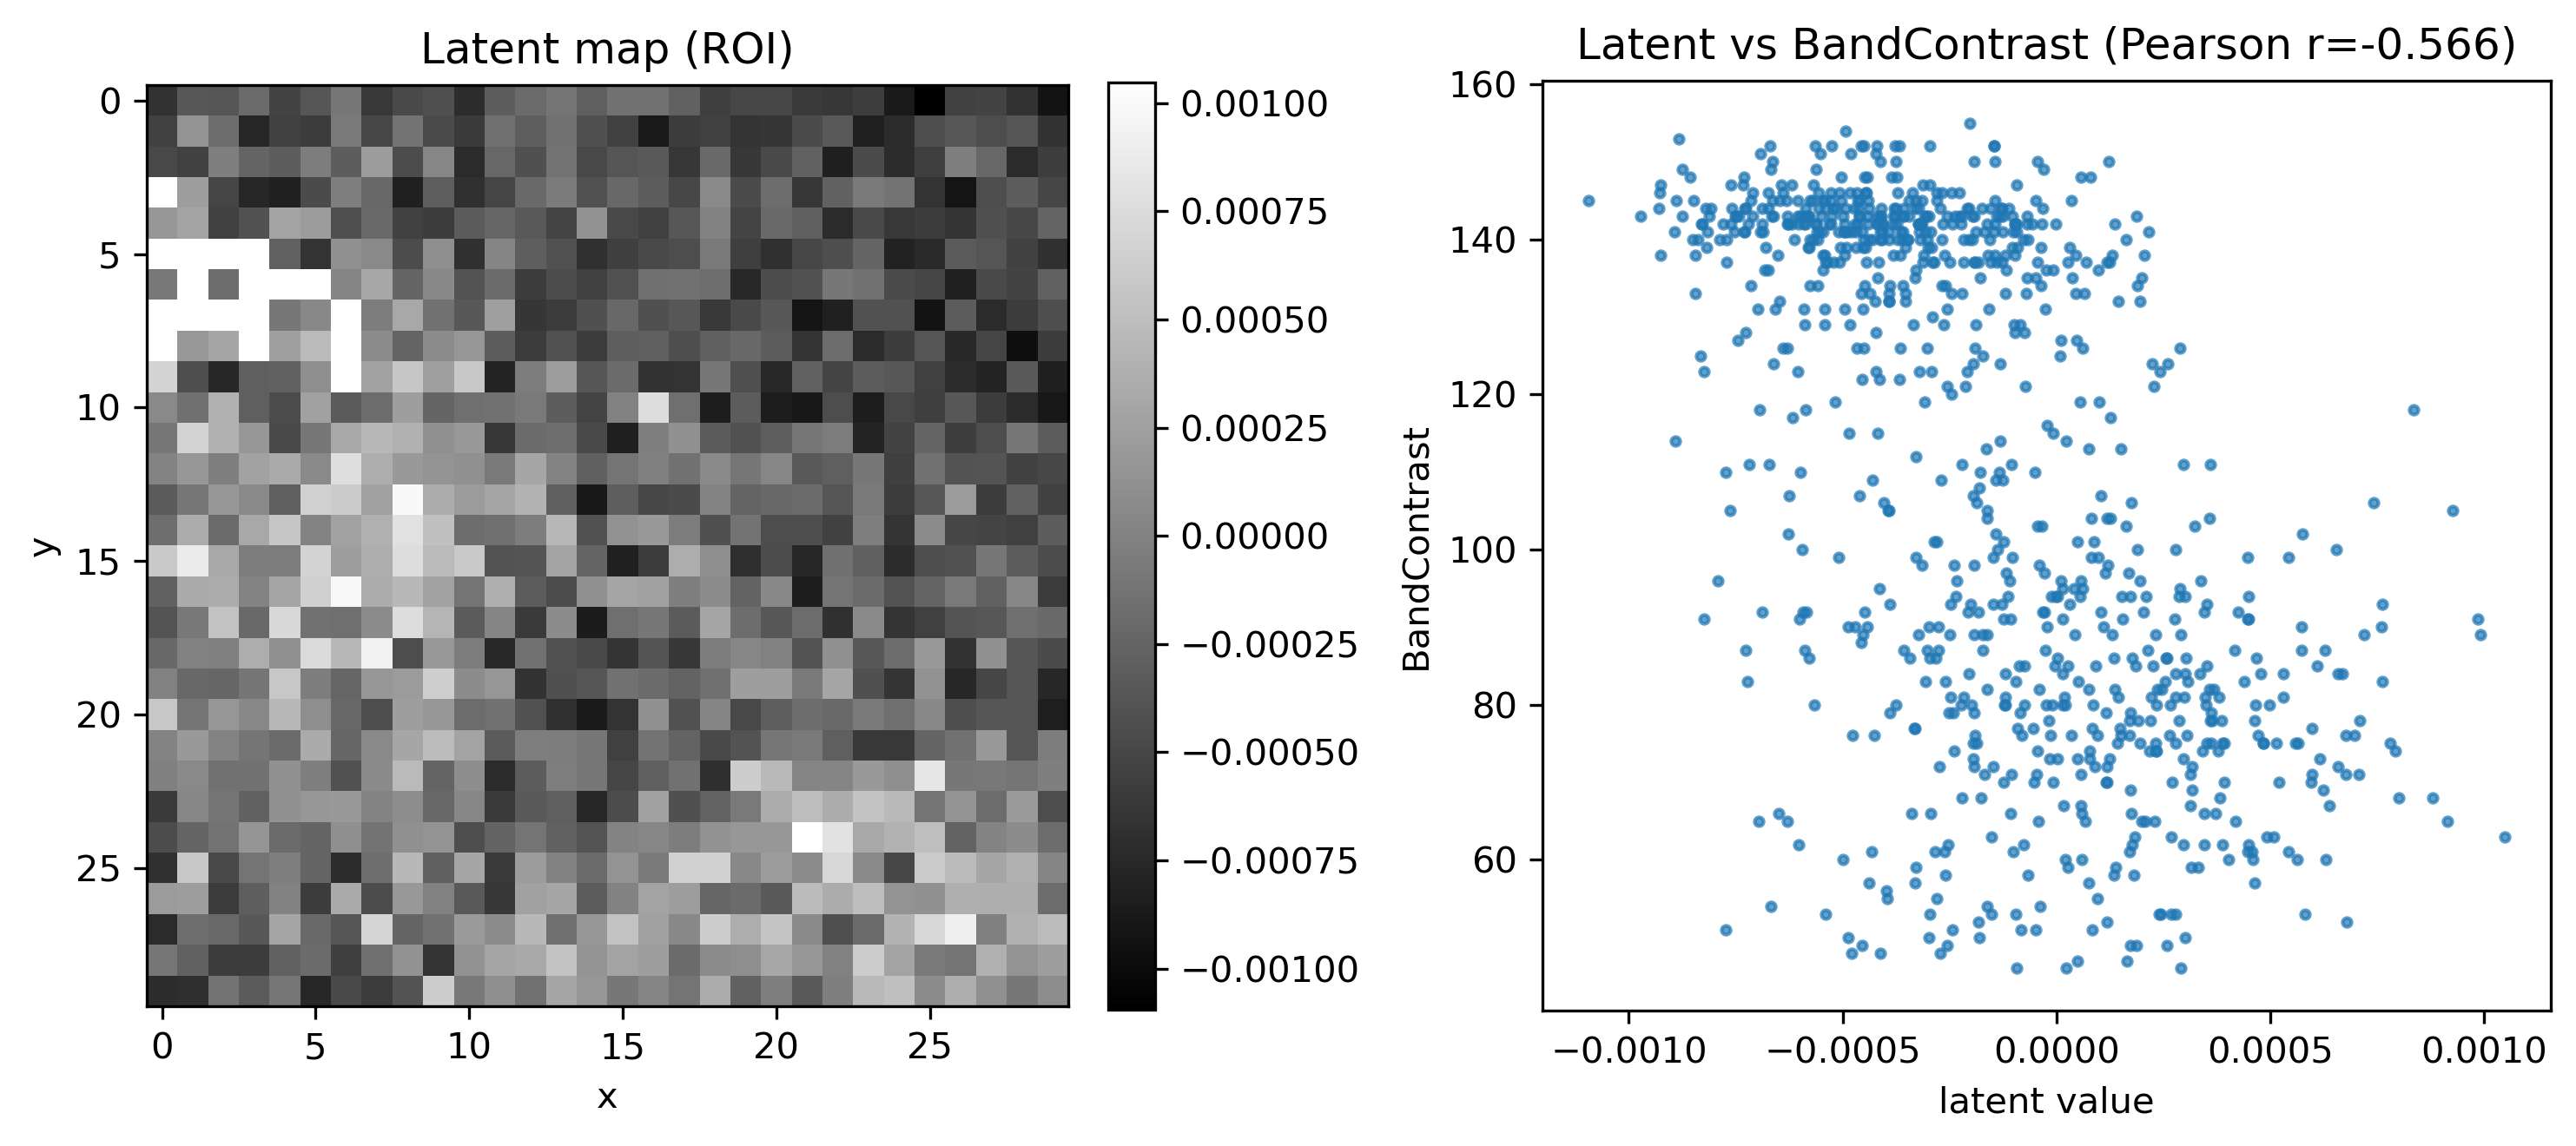 Latent map (ROI)
0
5
10
15
20
25
y
0 5 10 15 20 25
x
0.00100
0.00075
0.00050
0.00025
0.00000
−0.00025
−0.00050
−0.00075
−0.00100
Latent vs BandContrast (Pearson r=-0.566)
160
140
120
100
80
60
BandContrast
−0.0010 −0.0005 0.0000 0.0005 0.0010
latent value